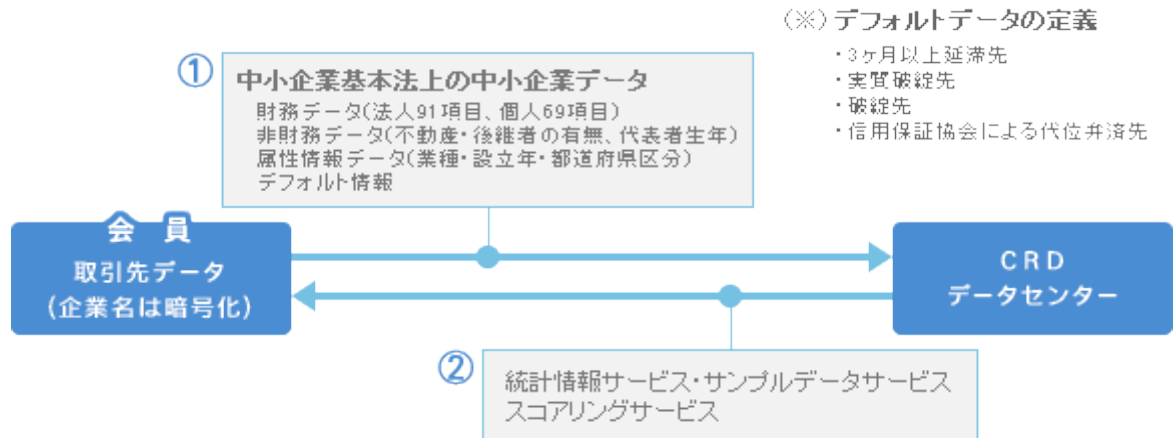 (※)デフォルトデータの定義
・3ヶ月以上延滞先
・実質破綻先
・破綻先
・信用保証協会による代位弁済先
①
中小企業基本法上の中小企業データ
財務データ(法人91項目、個人69項目)
非財務データ(不動産・後継者の有無、代表者生年)
属性情報データ(業種・設立年・都道府県区分)
デフォルト情報
会 員
取引先データ
(企業名は暗号化)
CRD
データセンター
②
統計情報サービス・サンプルデータサービス
スコアリングサービス